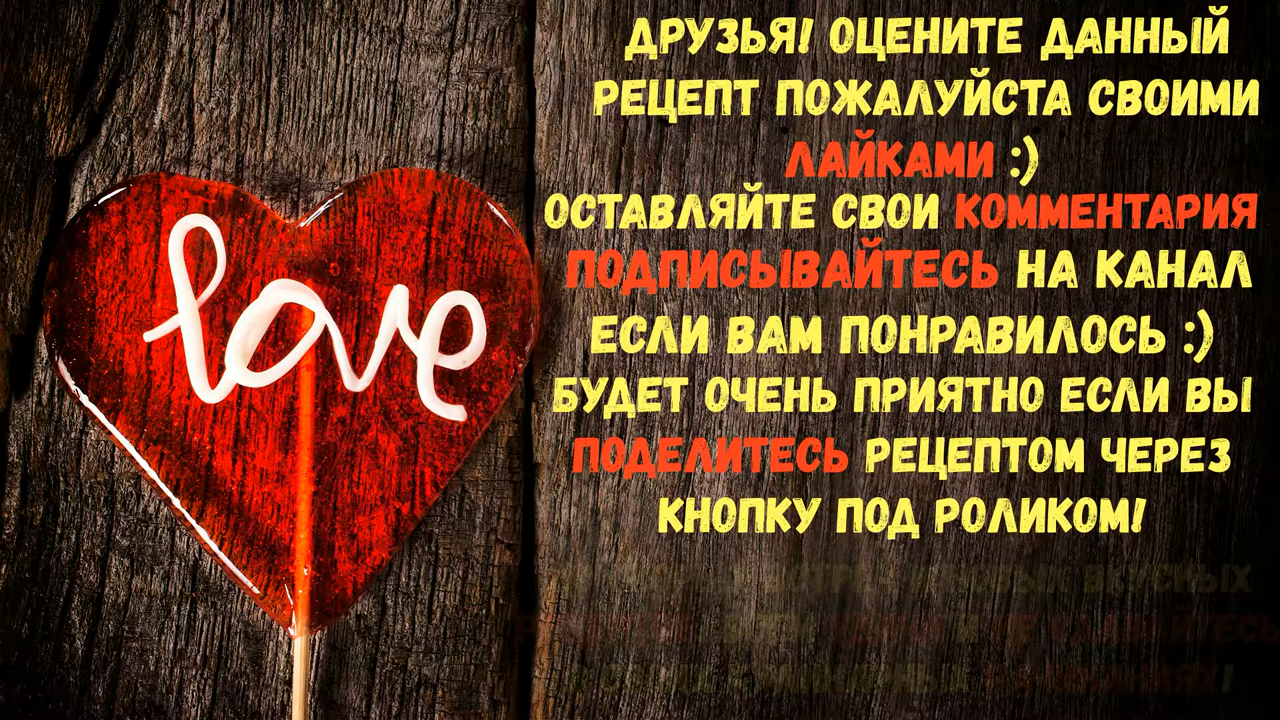 love
ДРУЗЬЯ! ОЦЕНИТЕ ДАННЫЙ
РЕЦЕПТ ПОЖАЛУЙСТА СВОИМИ
ЛАЙКАМИ :)
ОСТАВЛЯЙТЕ СВОИ КОММЕНТАРИЯ
ПОДПИСЫВАЙТЕСЬ НА КАНАЛ
ЕСЛИ ВАМ ПОНРАВИЛОСЬ :)
БУДЕТ ОЧЕНЬ ПРИЯТНО ЕСЛИ ВЫ
ПОДЕЛИТЕСЬ РЕЦЕПТОМ ЧЕРЕЗ
КНОПКУ ПОД РОЛИКОМ!
ВКУСНЫХ